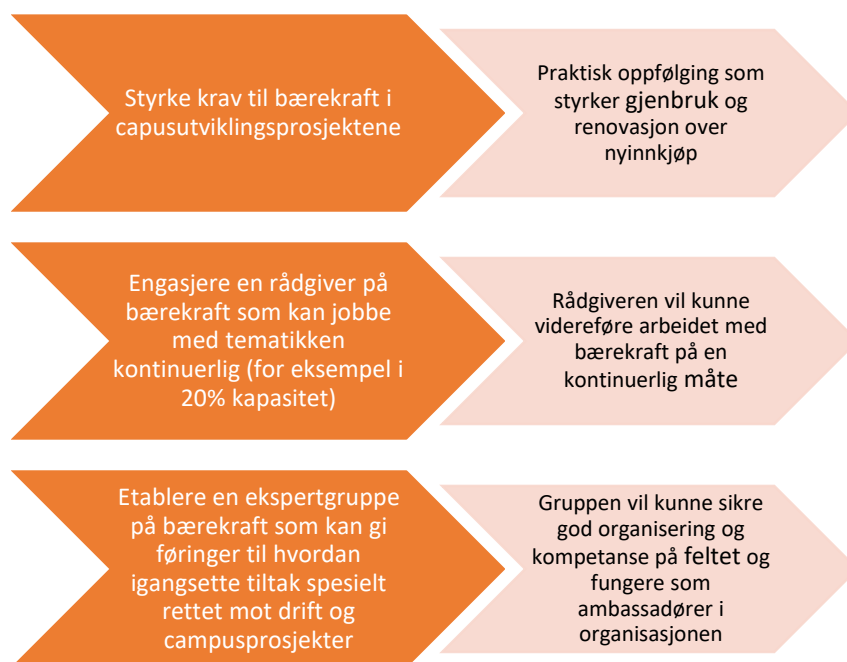 Styrke krav til bærekraft i
capusutviklingsprosjektene
Praktisk oppfølging som
styrker gjenbruk og
renovasjon over
nyinnkjøp
Engasjere en rådgiver på
bærekraft som kan jobbe
med tematikken
kontinuerlig (for eksempel i
20% kapasitet)
Rådgiveren vil kunne
videreføre arbeidet med
bærekraft på en
kontinuerlig måte
Etablere en ekspertgruppe
på bærekraft som kan gi
føringer til hvordan
igangsette tiltak spesielt
rettet mot drift og
campusprosjekter
Gruppen vil kunne sikre
god organisering og
kompetanse på feltet og
fungere som
ambassadører i
organisasjonen